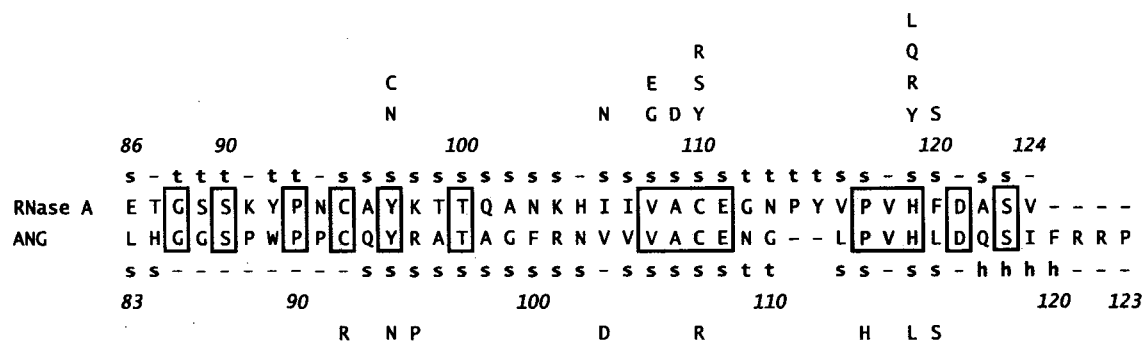 L
R Q
C E S R
N N G D Y Y S
86 90 100 110 120 124
s - t t t - t t - s s s s s s s s s s - s s s s s s t t t t s s - s s - s s
RNase A E T G S S K Y P N C A Y K T T Q A N K H I I V A C E G N P Y V P V H F D A S V - - - -
ANG L H G G S P W P P C Q Y R A T A G F R N V V V A C E N G - - L P V H L D Q S I F R R P
s s - - - - - - - - s s s s s s s s s s - s s s s s t t s s - s s - h h h h - - -
83 90 100 110 120 123
R N P D R H L S